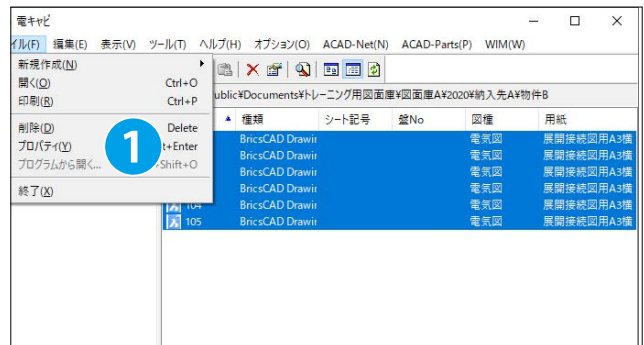 電キャビ
イル(F) 編集(E) 表示(V) ツール(T) ヘルプ(H) オプション(O) ACAD-Net(N) ACAD-Parts(P) WIM(W)
新規作成(N)
開く(O) Ctrl+O
印刷(R) Ctrl+P
削除(D) Delete
プロパティ(Y) t+Enter
プログラムから開く... +Shift+O
終了(X)
1
ublic¥Documents¥トレーニング用図面庫¥図面庫A¥2020¥納入先A¥物件B
種類 シート記号 盤No 図種 用紙
BricsCAD Drawin 電気図 展開接続図用A3横
BricsCAD Drawin 電気図 展開接続図用A3横
BricsCAD Drawin 電気図 展開接続図用A3横
BricsCAD Drawin 電気図 展開接続図用A3横
104 BricsCAD Drawin 電気図 展開接続図用A3横
105 BricsCAD Drawin 電気図 展開接続図用A3横